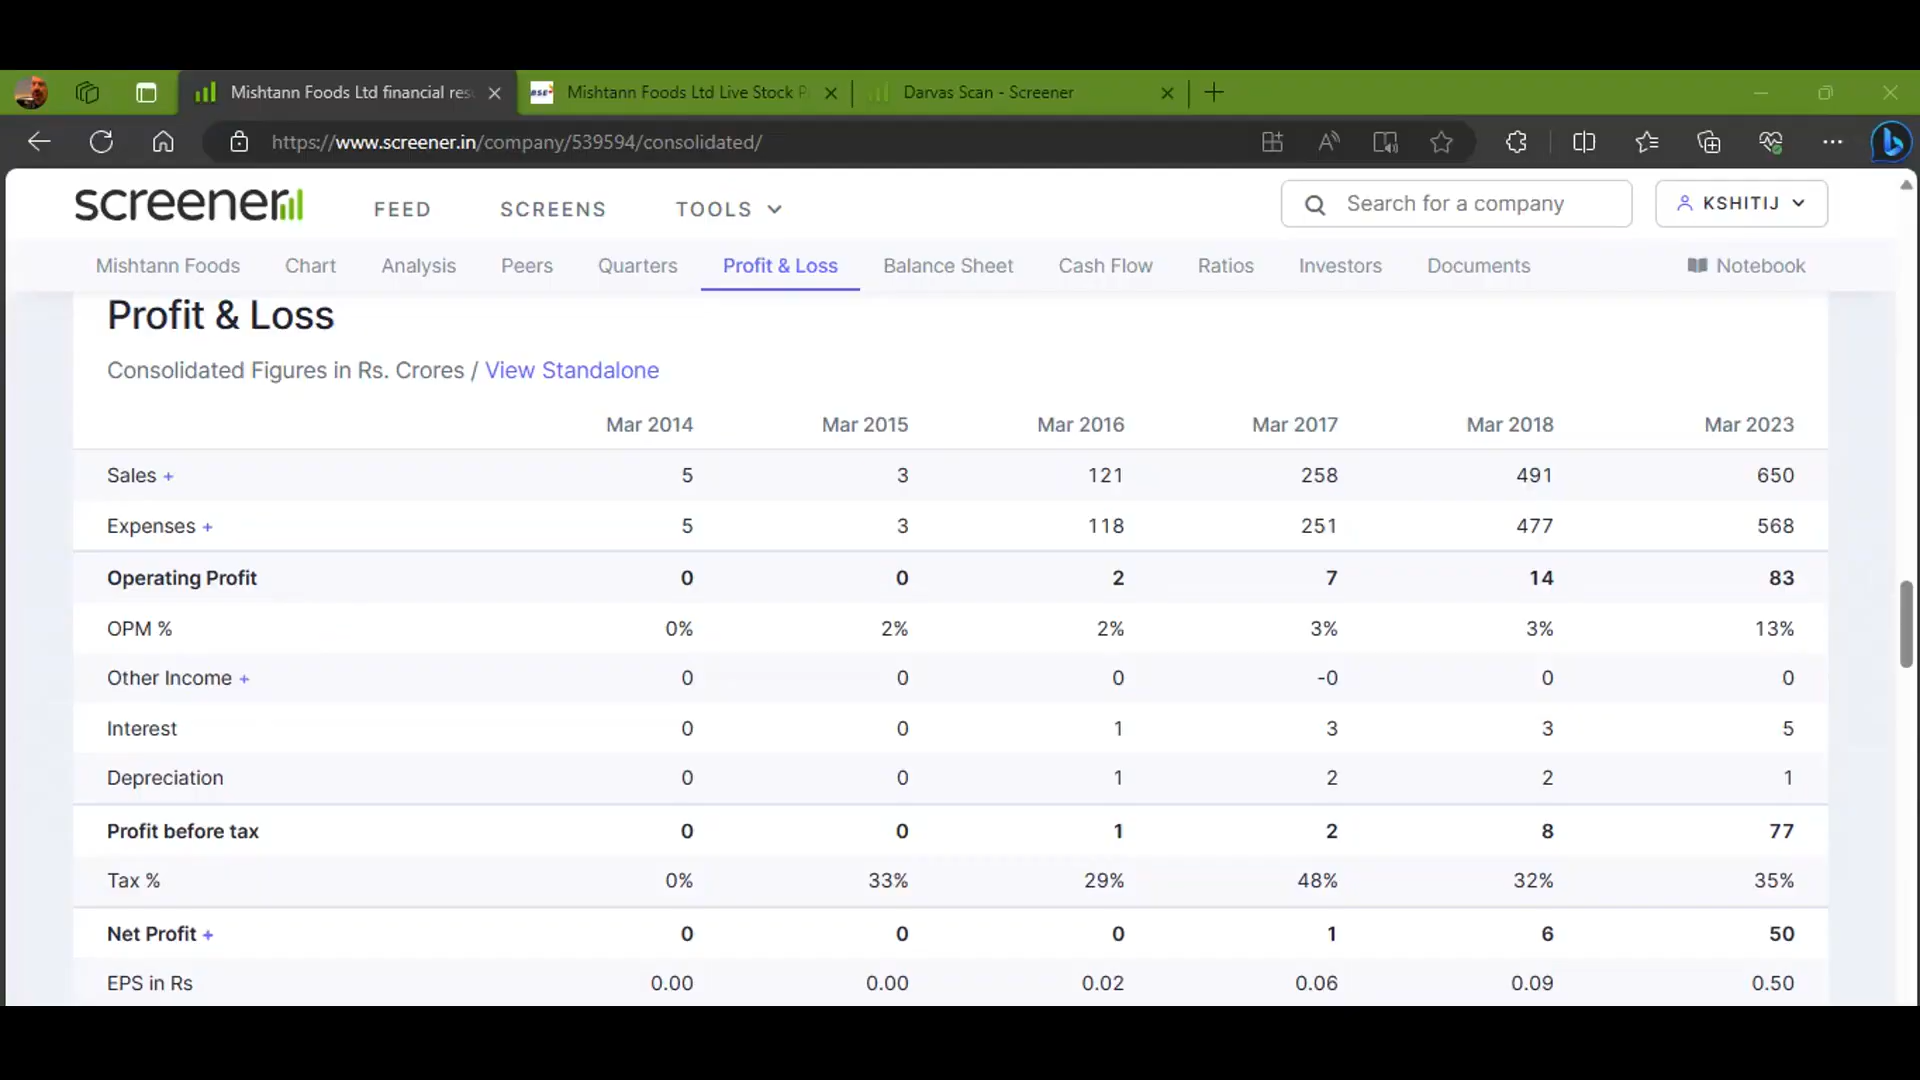 Mishtann Foods Ltd financial res
BSE Mishtann Foods Ltd Live Stock P
Darvas Scan - Screener
https://www.screener.in/company/539594/consolidated/
screener
FEED SCREENS TOOLS
Search for a company
KSHITIJ
Mishtann Foods Chart Analysis Peers Quarters Profit & Loss Balance Sheet Cash Flow Ratios Investors Documents Notebook
Profit & Loss
Consolidated Figures in Rs. Crores / View Standalone
Mar 2014 Mar 2015 Mar 2016 Mar 2017 Mar 2018 Mar 2023
Sales + 5 3 121 258 491 650
Expenses + 5 3 118 251 477 568
Operating Profit 0 0 2 7 14 83
OPM % 0% 2% 2% 3% 3% 13%
Other Income + 0 0 0 -0 0 0
Interest 0 0 1 3 3 5
Depreciation 0 0 1 2 2 1
Profit before tax 0 0 1 2 8 77
Tax % 0% 33% 29% 48% 32% 35%
Net Profit + 0 0 0 1 6 50
EPS in Rs 0.00 0.00 0.02 0.06 0.09 0.50